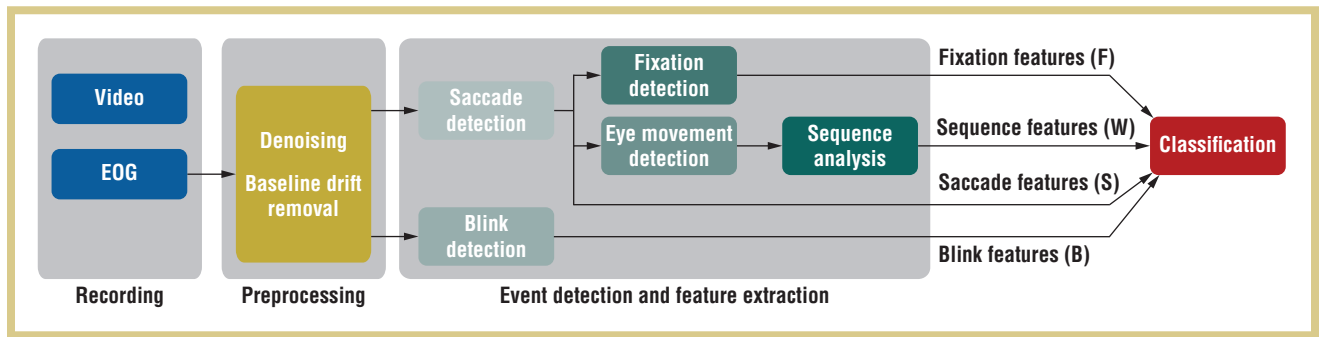 Video
EOG
Recording
Denoising
Baseline drift
removal
Preprocessing
Saccade
detection
Fixation
detection
Eye movement
detection
Sequence
analysis
Blink
detection
Event detection and feature extraction
Fixation features (F)
Sequence features (W)
Saccade features (S)
Blink features (B)
Classification